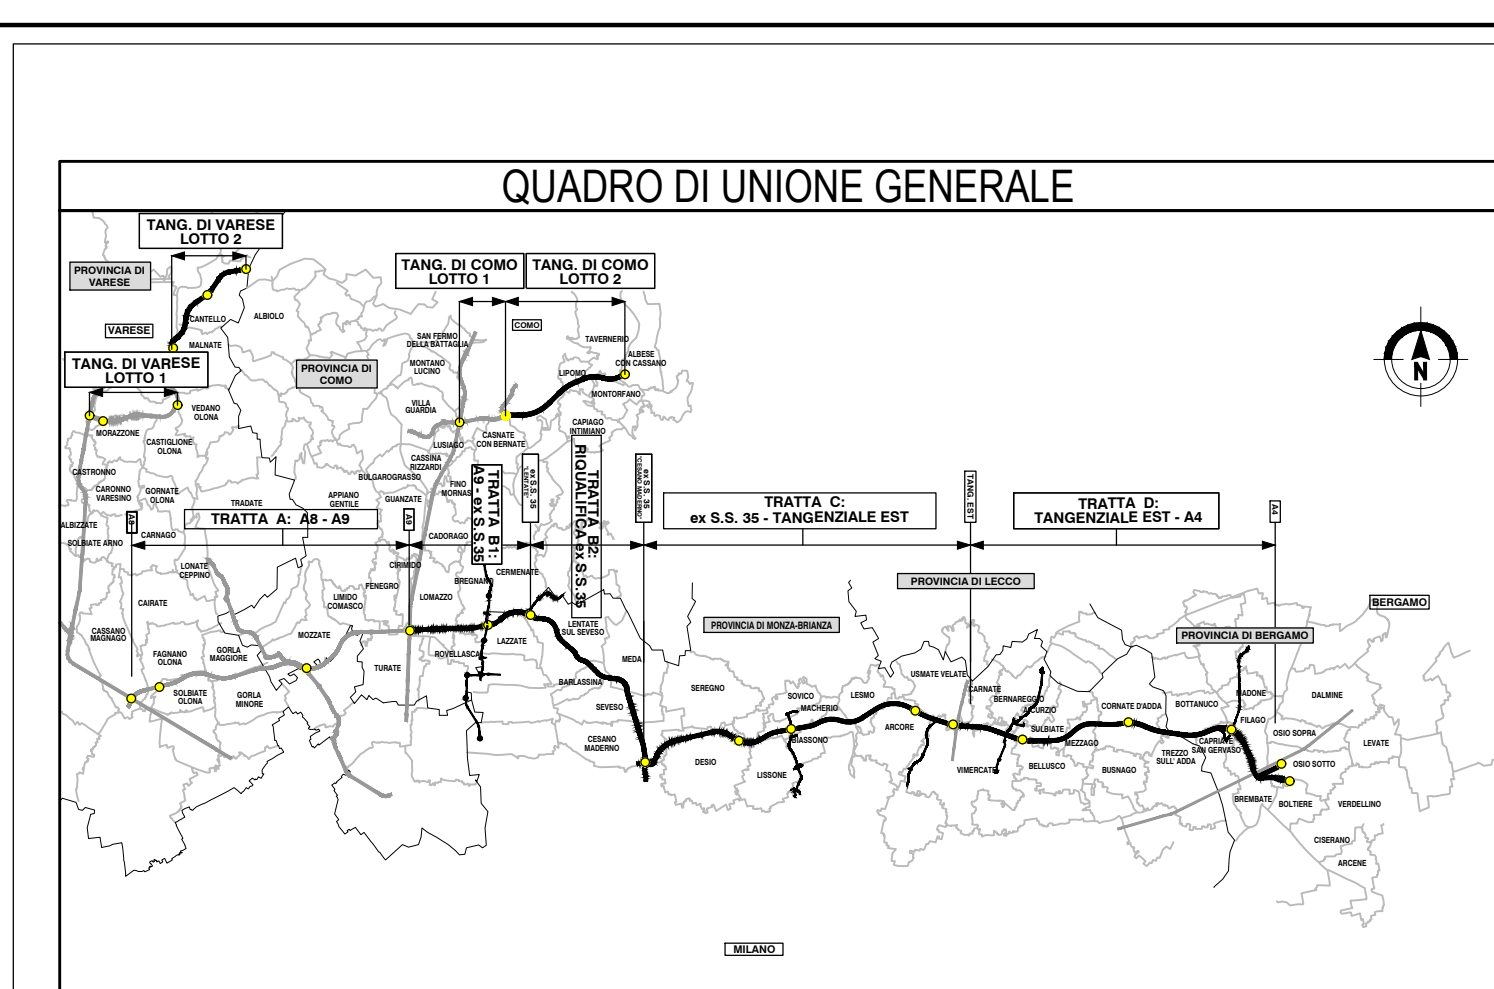 QUADRO DI UNIONE GENERALE
TANG. DI VARESE
LOTTO 2
PROVINCIA DI
VARESE
VARESE
CANTELLO
ALBIOLO
MALNATE
TANG. DI VARESE
LOTTO 1
PROVINCIA DI
COMO
TANG. DI COMO
LOTTO 1
TANG. DI COMO
LOTTO 2
COMO
SAN FERMO
DELLA BATTAGLIA
MONTANO
LUCINO
TAVERNERIO
ALBESE
CON CASSANO
LIPOMO
MONTORFANO
VILLA
GUARDIA
VEDANO
OLONA
MORAZZONE
CASTIGLIONE
OLONA
LUSIAGO
CASNATE
CON BERNATE
CAPIAGO
INTIMIANO
CASSINA
RIZZARDI
BULGAROGRASSO
CASTRONNO
CARONNO
VARESINO
GORNATE
OLONA
TRADATE
APPIANO
GENTILE
GUANZATE
FINO
MORNAS
ALBIZZATE
SOLBIATE ARNO
CARNAGO
A8
TRATTA A: A8 - A9
A9
CADORAGO
TRATTA B1:
A9 - ex S.S.35
ex S.S. 35
"LENTATE"
TRATTA B2:
RIQUALIFICA ex S.S.35
ex S.S. 35
"CESANO MADERNO"
TRATTA C:
ex S.S. 35 - TANGENZIALE EST
TANG. EST
TRATTA D:
TANGENZIALE EST - A4
A4
N
LONATE
CEPPINO
CIRIMIDO
FENEGRO
BREGNANO
CERMENATE
LIMIDO
COMASCO
LOMAZZO
CAIRATE
CASSANO
MAGNAGO
MOZZATE
LAZZATE
LENTATE
SUL SEVESO
FAGNANO
OLONA
GORLA
MAGGIORE
ROVELLASCA
TURATE
MEDA
BARLASSINA
SOLBIATE
OLONA
GORLA
MINORE
SEVESO
CESANO
MADERNO
PROVINCIA DI LECCO
PROVINCIA DI MONZA-BRIANZA
BERGAMO
PROVINCIA DI BERGAMO
SEREGNO
SOVICO
MACHERIO
BIASSONO
LESMO
USMATE VELATE
CARNATE
BERNAREGGIO
AICURZIO
ARCORE
SULBIATE
MEZZAGO
CORNATE D'ADDA
BOTTANUCO
MADONE
DALMINE
FILAGO
CAPRIATE
SAN GERVASO
OSIO SOPRA
LEVATE
TREZZO
SULL' ADDA
OSIO SOTTO
DESIO
LISSONE
VIMERCATE
BELLUSCO
BUSNAGO
BREMBATE
BOLTIERE
VERDELLINO
CISERANO
ARCENE
MILANO